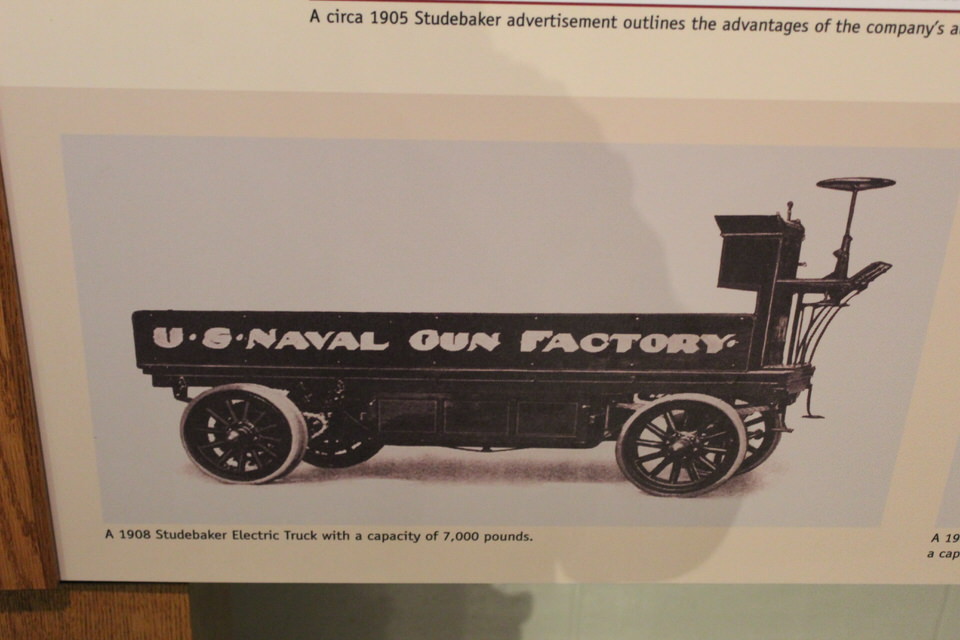 A circa 1905 Studebaker advertisement outlines the advantages of the company's
U·S·NAVAL GUN FACTORY·
A 1908 Studebaker Electric Truck with a capacity of 7,000 pounds.
A 19
a cap